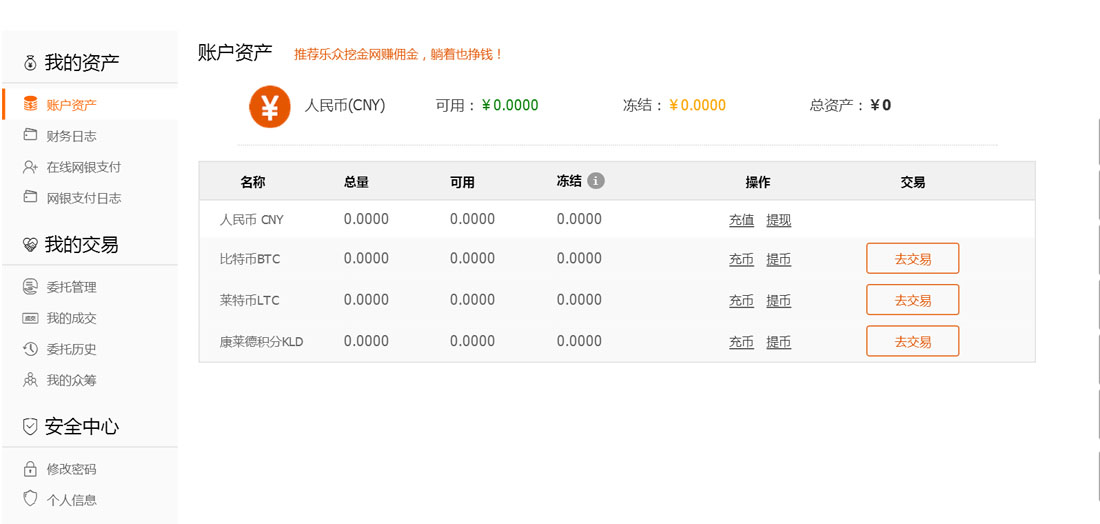 我的资产
账户资产
财务日志
在线网银支付
网银支付日志
我的交易
委托管理
我的成交
委托历史
我的众筹
安全中心
修改密码
个人信息
账户资产 推荐乐众挖金网赚佣金，躺着也挣钱！
¥ 人民币(CNY) 可用：￥0.0000 冻结：￥0.0000 总资产：￥0
名称 总量 可用 冻结 i 操作 交易
人民币 CNY 0.0000 0.0000 0.0000 充值 提现
比特币BTC 0.0000 0.0000 0.0000 充币 提币 去交易
莱特币LTC 0.0000 0.0000 0.0000 充币 提币 去交易
康莱德积分KLD 0.0000 0.0000 0.0000 充币 提币 去交易